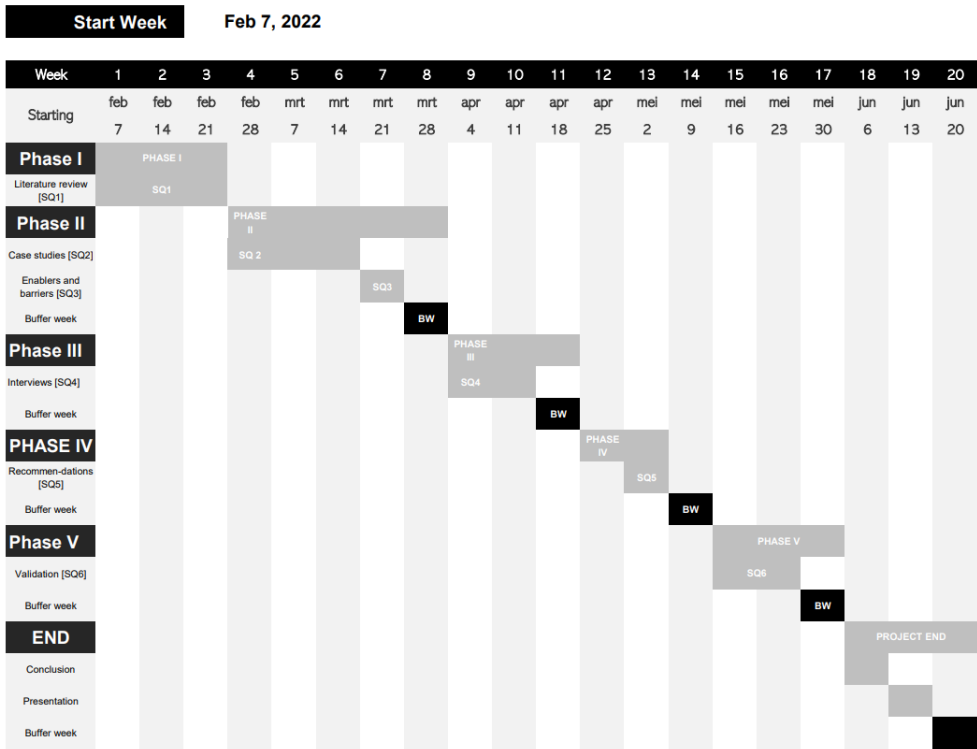 Start Week Feb 7, 2022
Week 1 2 3 4 5 6 7 8 9 10 11 12 13 14 15 16 17 18 19 20
Starting
feb feb feb feb mrt mrt mrt mrt apr apr apr apr mei mei mei mei mei jun jun jun
7 14 21 28 7 14 21 28 4 11 18 25 2 9 16 23 30 6 13 20
Phase I PHASE I
Literature review
[SQ1]
SQ1
Phase II
PHASE
II
Case studies [SQ2] SQ 2
Enablers and
barriers [SQ3]
SQ3
Buffer week BW
Phase III
PHASE
III
Interviews [SQ4] SQ4
Buffer week BW
PHASE IV
PHASE
IV
Recommen-dations
[SQ5]
SQ5
Buffer week BW
Phase V PHASE V
Validation [SQ6] SQ6
Buffer week BW
END PROJECT END
Conclusion
Presentation
Buffer week